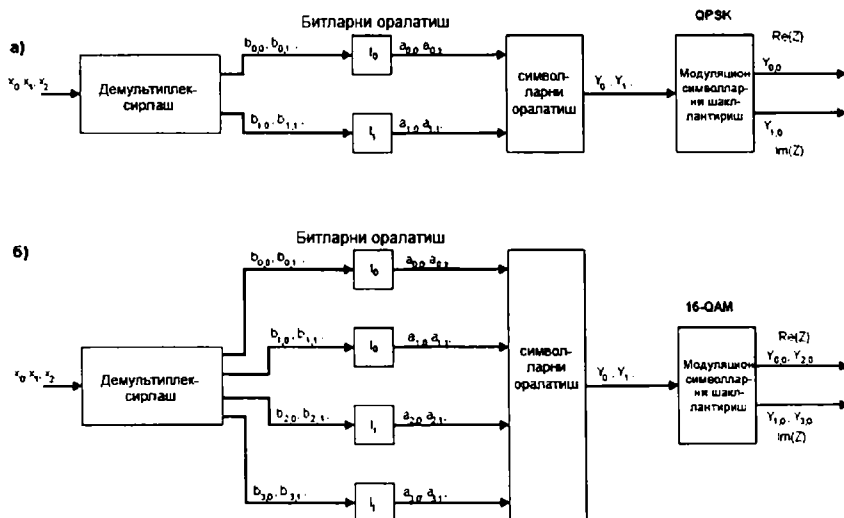 Битларни оралатиш
QPSK
а)
Re(Z)
x₀, x₁, x₂
Демультиплек-
сирлаш
b₀,₀, b₀,₁.
I₀
a₀,₀, a₀,₂
b₁,₀, b₁,₁.
I₁
a₁,₀, a₁,₁.
символ-
ларни
оралатиш
Y₀, Y₁.
Модуляцион
символлар-
ни шакл-
лантириш
Y₀,₀
Y₁,₀
Im(Z)
Битларни оралатиш
б)
16-QAM
x₀, x₁, x₂
Демультиплек-
сирлаш
b₀,₀, b₀,₁.
I₀
a₀,₀, a₀,₂
b₁,₀, b₁,₁.
I₀
a₁,₀, a₁,₁.
b₂,₀, b₂,₁.
I₁
a₂,₀, a₂,₁.
b₃,₀, b₃,₁.
I₁
a₃,₀, a₃,₁.
символ-
ларни
оралатиш
Y₀, Y₁.
Модуляцион
символлар-
ни шакл-
лантириш
Re(Z)
Y₀,₀, Y₂,₀
Y₁,₀, Y₃,₀
Im(Z)